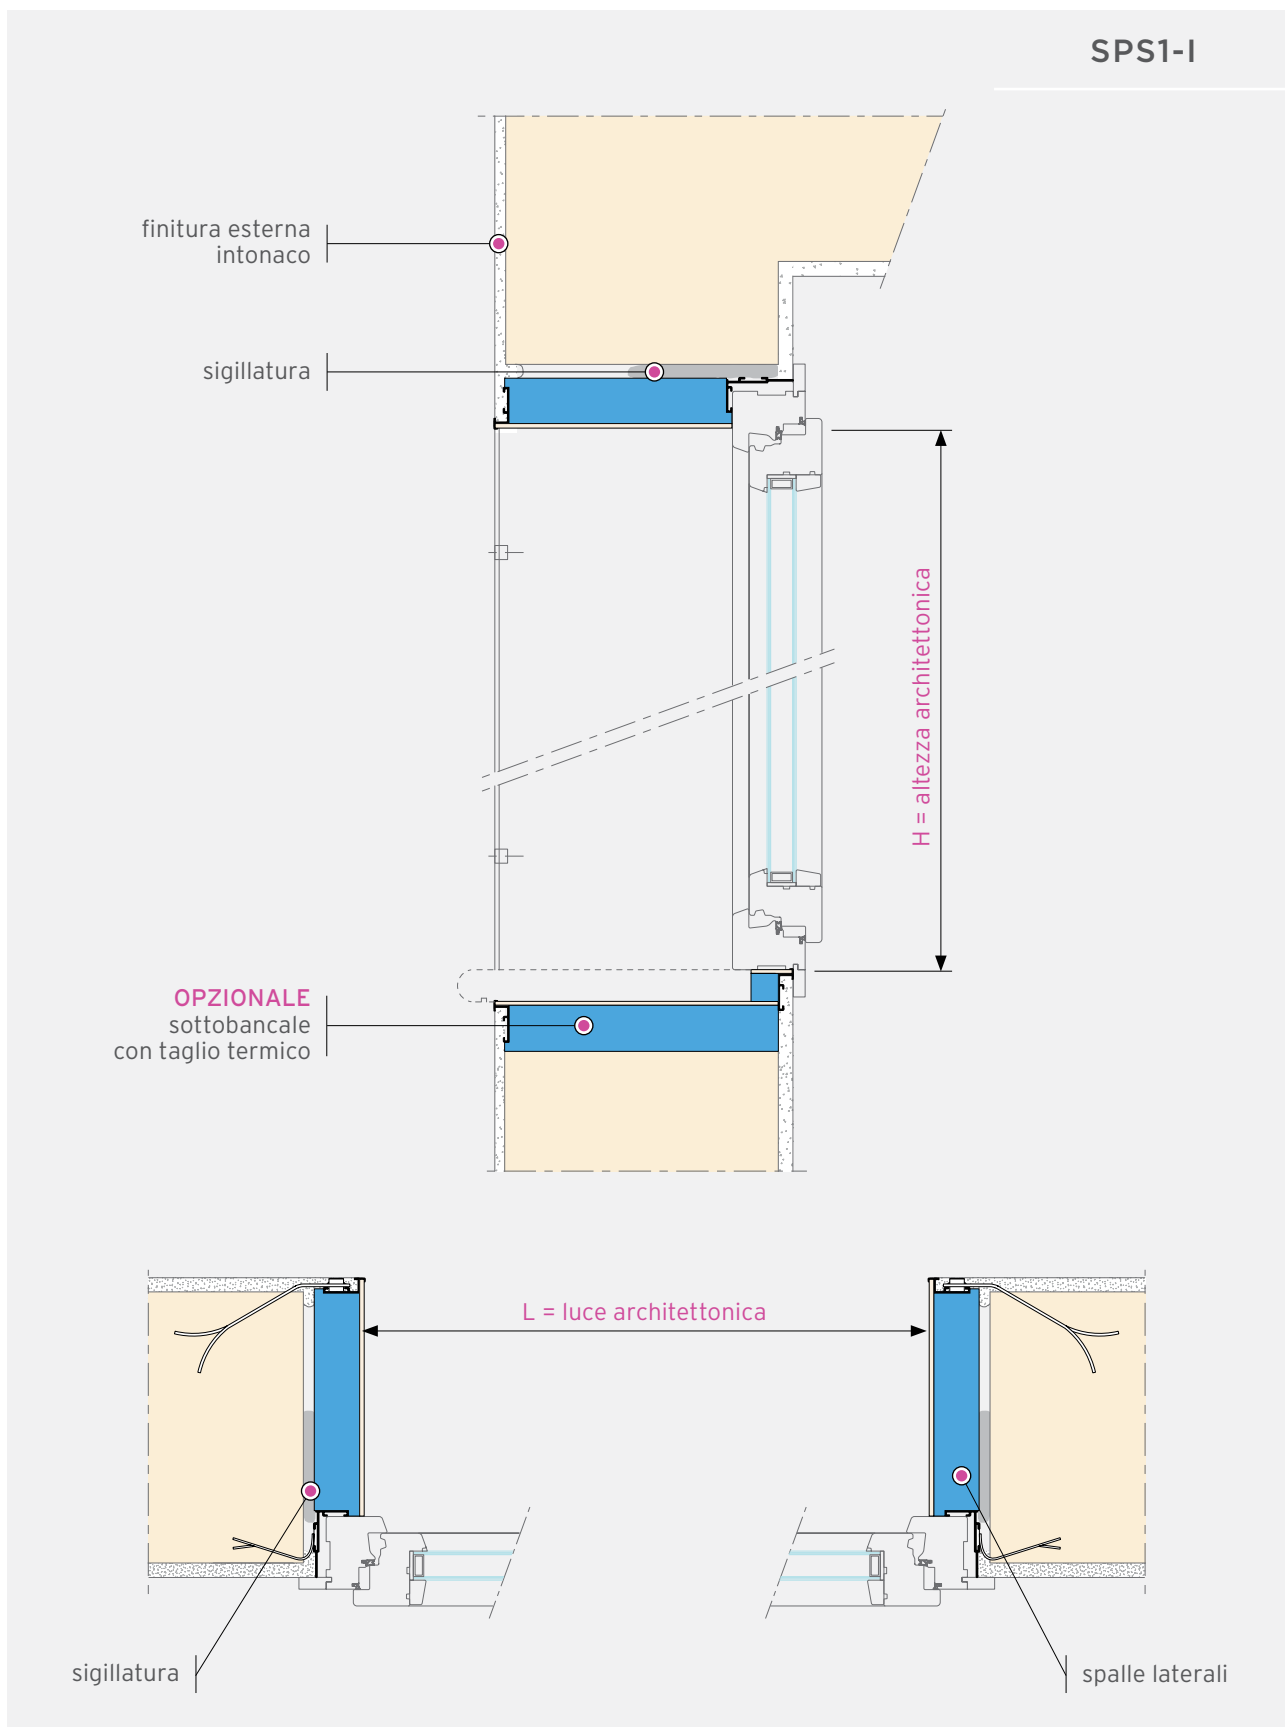 SPS1-I
finitura esterna
intonaco
sigillatura
H = altezza architettonica
OPZIONALE
sottobancale
con taglio termico
L = luce architettonica
sigillatura
spalle laterali